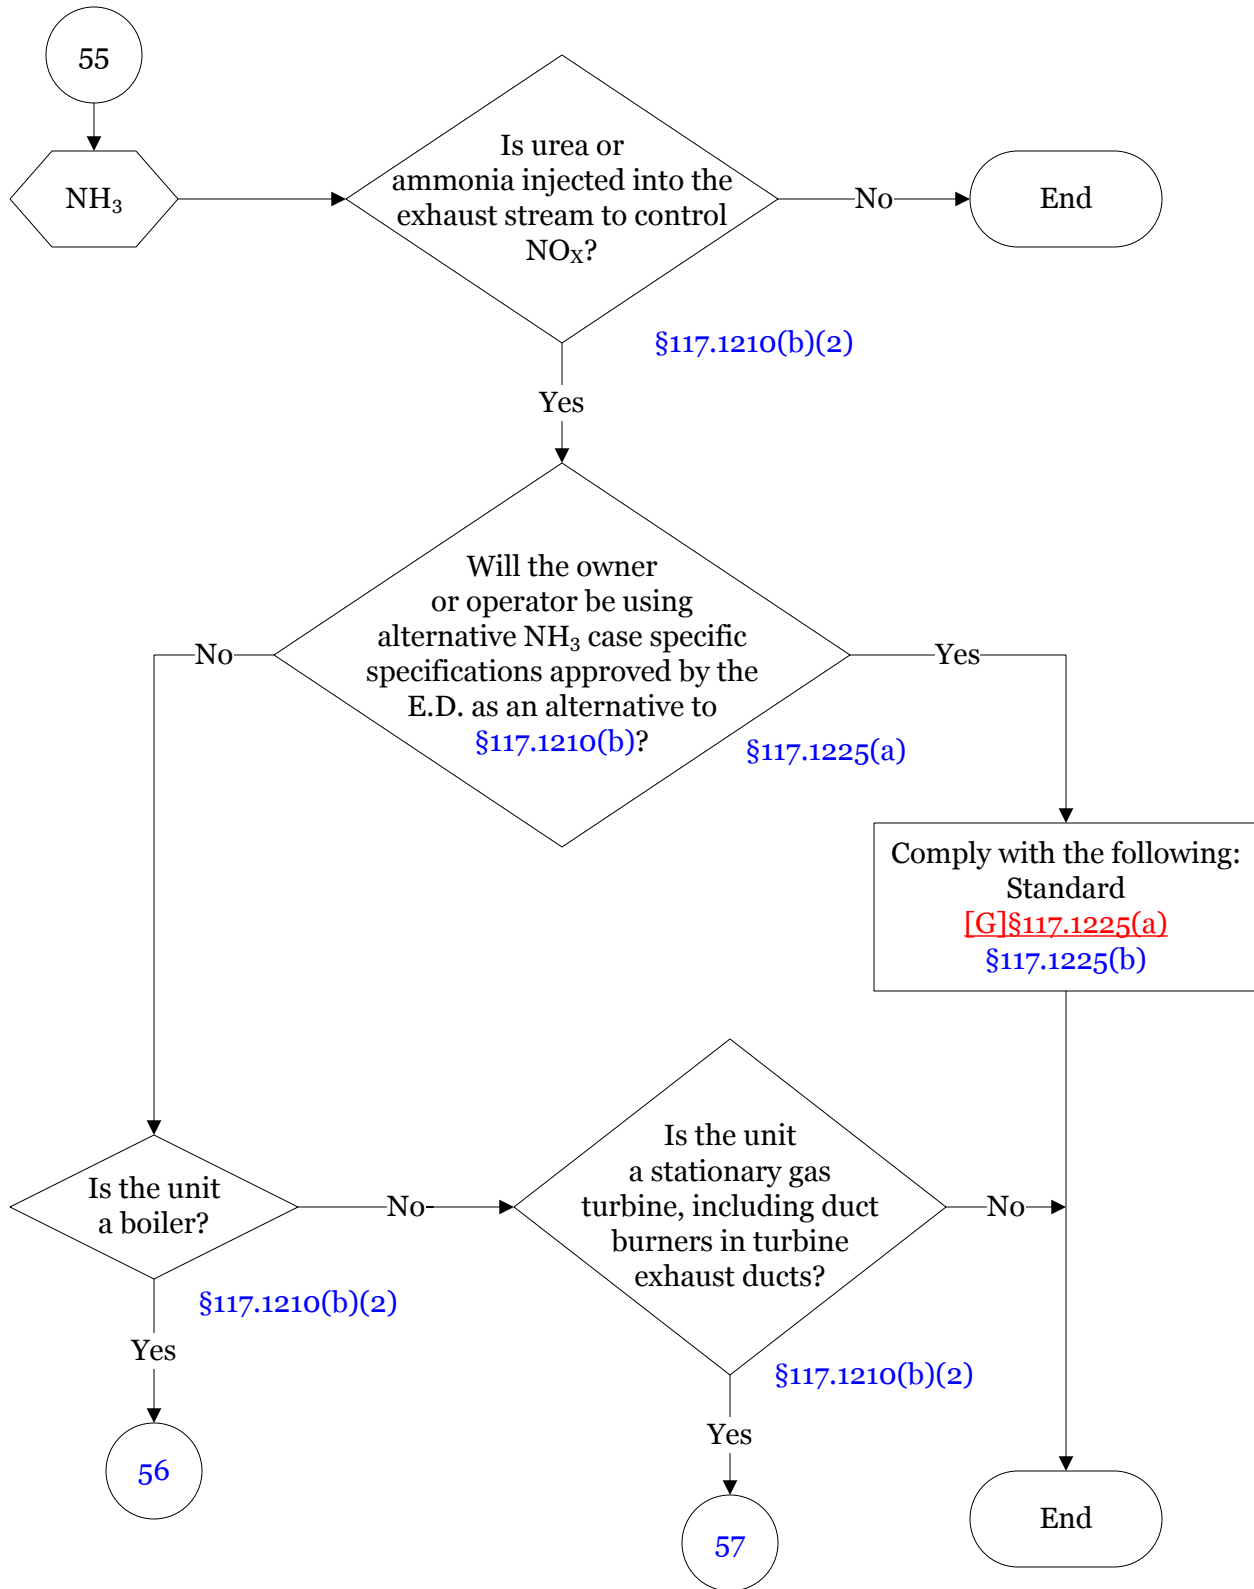 55
NH₃
Is urea or
ammonia injected into the
exhaust stream to control
NOₓ?
No
End
§117.1210(b)(2)
Yes
Will the owner
or operator be using
alternative NH₃ case specific
specifications approved by the
E.D. as an alternative to
§117.1210(b)?
No
Yes
§117.1225(a)
Comply with the following:
Standard
[G]§117.1225(a)
§117.1225(b)
Is the unit
a boiler?
No
Is the unit
a stationary gas
turbine, including duct
burners in turbine
exhaust ducts?
No
§117.1210(b)(2)
Yes
§117.1210(b)(2)
Yes
56
57
End